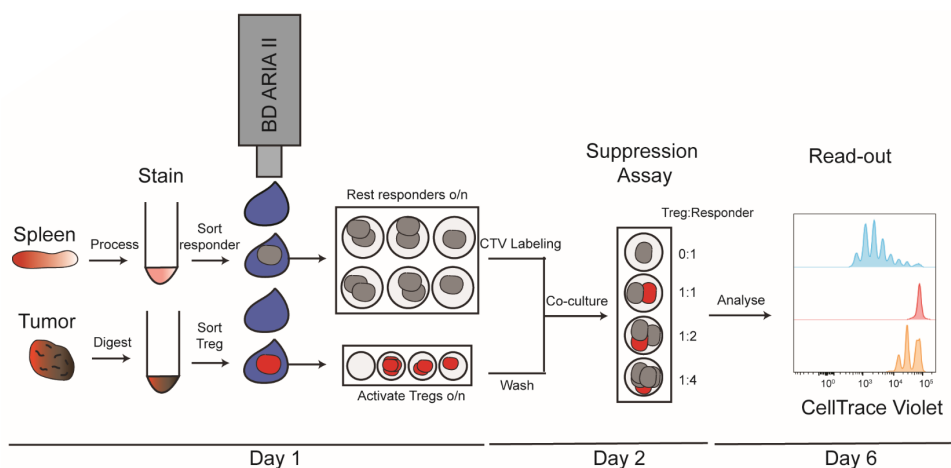 BD ARIA II
Stain
Spleen
Process
Sort
responder
Rest responders o/n
CTV Labeling
Tumor
Digest
Sort
Treg
Activate Tregs o/n
Wash
Co-culture
Suppression
Assay
Treg:Responder
0:1
1:1
1:2
1:4
Analyse
Read-out
10⁰ 10³ 10⁴ 10⁵
CellTrace Violet
Day 1
Day 2
Day 6